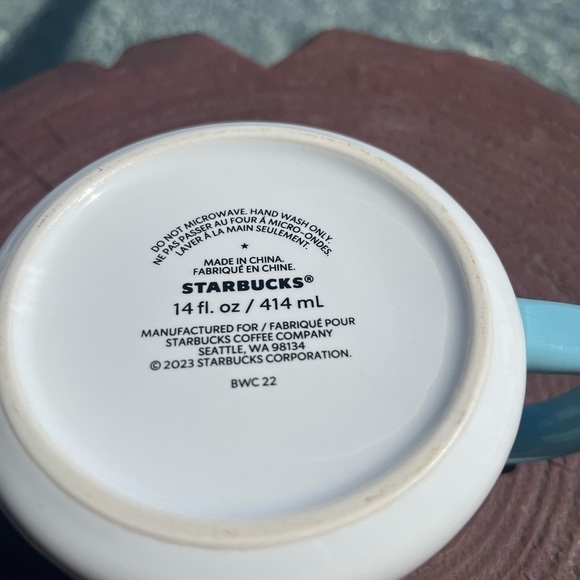 DO NOT MICROWAVE. HAND WASH ONLY.
NE PAS PASSER AU FOUR À MICRO-ONDES.
LAVER À LA MAIN SEULEMENT.
★
MADE IN CHINA.
FABRIQUÉ EN CHINE.
STARBUCKS®
14 fl. oz / 414 mL
MANUFACTURED FOR / FABRIQUÉ POUR
STARBUCKS COFFEE COMPANY
SEATTLE, WA 98134
© 2023 STARBUCKS CORPORATION.
BWC 22